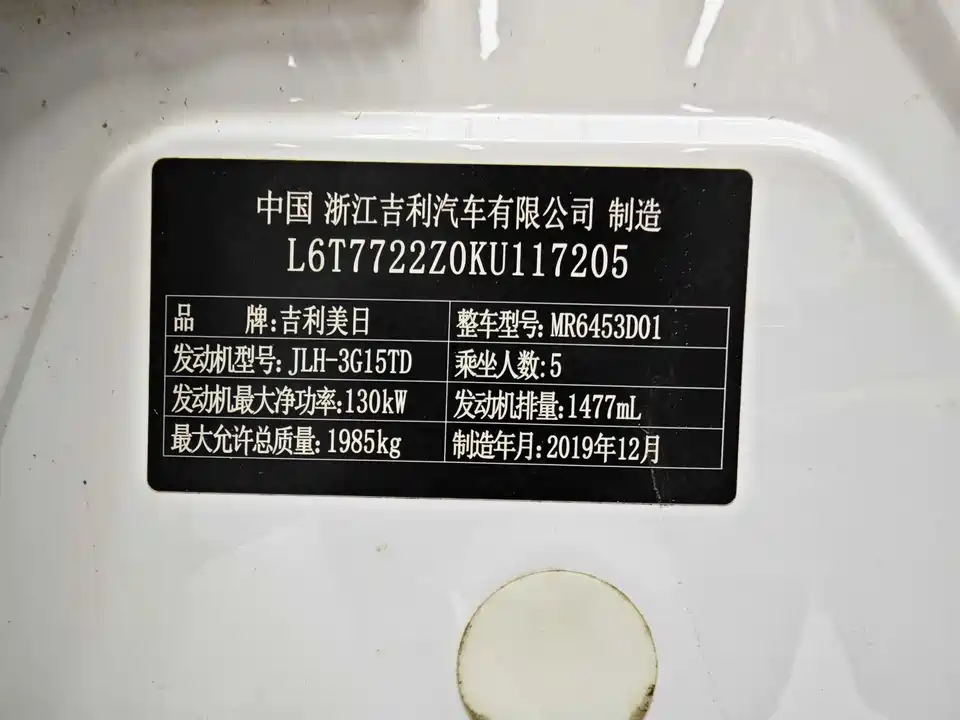 中国 浙江吉利汽车有限公司 制造
L6T7722Z0KU117205
品 牌:吉利美日 整车型号:MR6453D01
发动机型号:JLH-3G15TD 乘坐人数:5
发动机最大净功率:130kW 发动机排量:1477mL
最大允许总质量:1985kg 制造年月:2019年12月